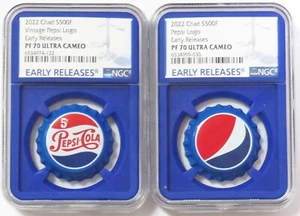 2022 Chad S500F
Vintage Pepsi Logo
Early Releases
PF 70 ULTRA CAMEO
EARLY RELEASES
NGC
5
PEPSI-COLA
2022 Chad S500F
Pepsi Logo
Early Releases
PF 70 ULTRA CAMEO
EARLY RELEASES
NGC